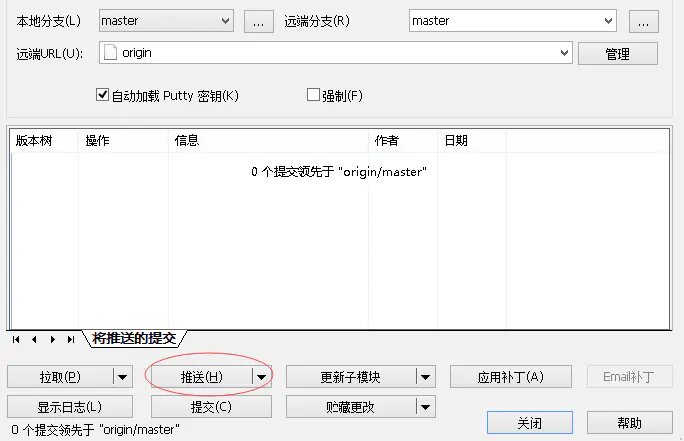 本地分支(L) master ... 远端分支(R) master ...
远端URL(U): origin 管理
自动加载 Putty 密钥(K) 强制(F)
版本树 操作 信息 作者 日期
0 个提交领先于 "origin/master"
将推送的提交
拉取(P) 推送(H) 更新子模块 应用补丁(A) Email补丁
显示日志(L) 提交(C) 贮藏更改
0 个提交领先于 "origin/master" 关闭 帮助